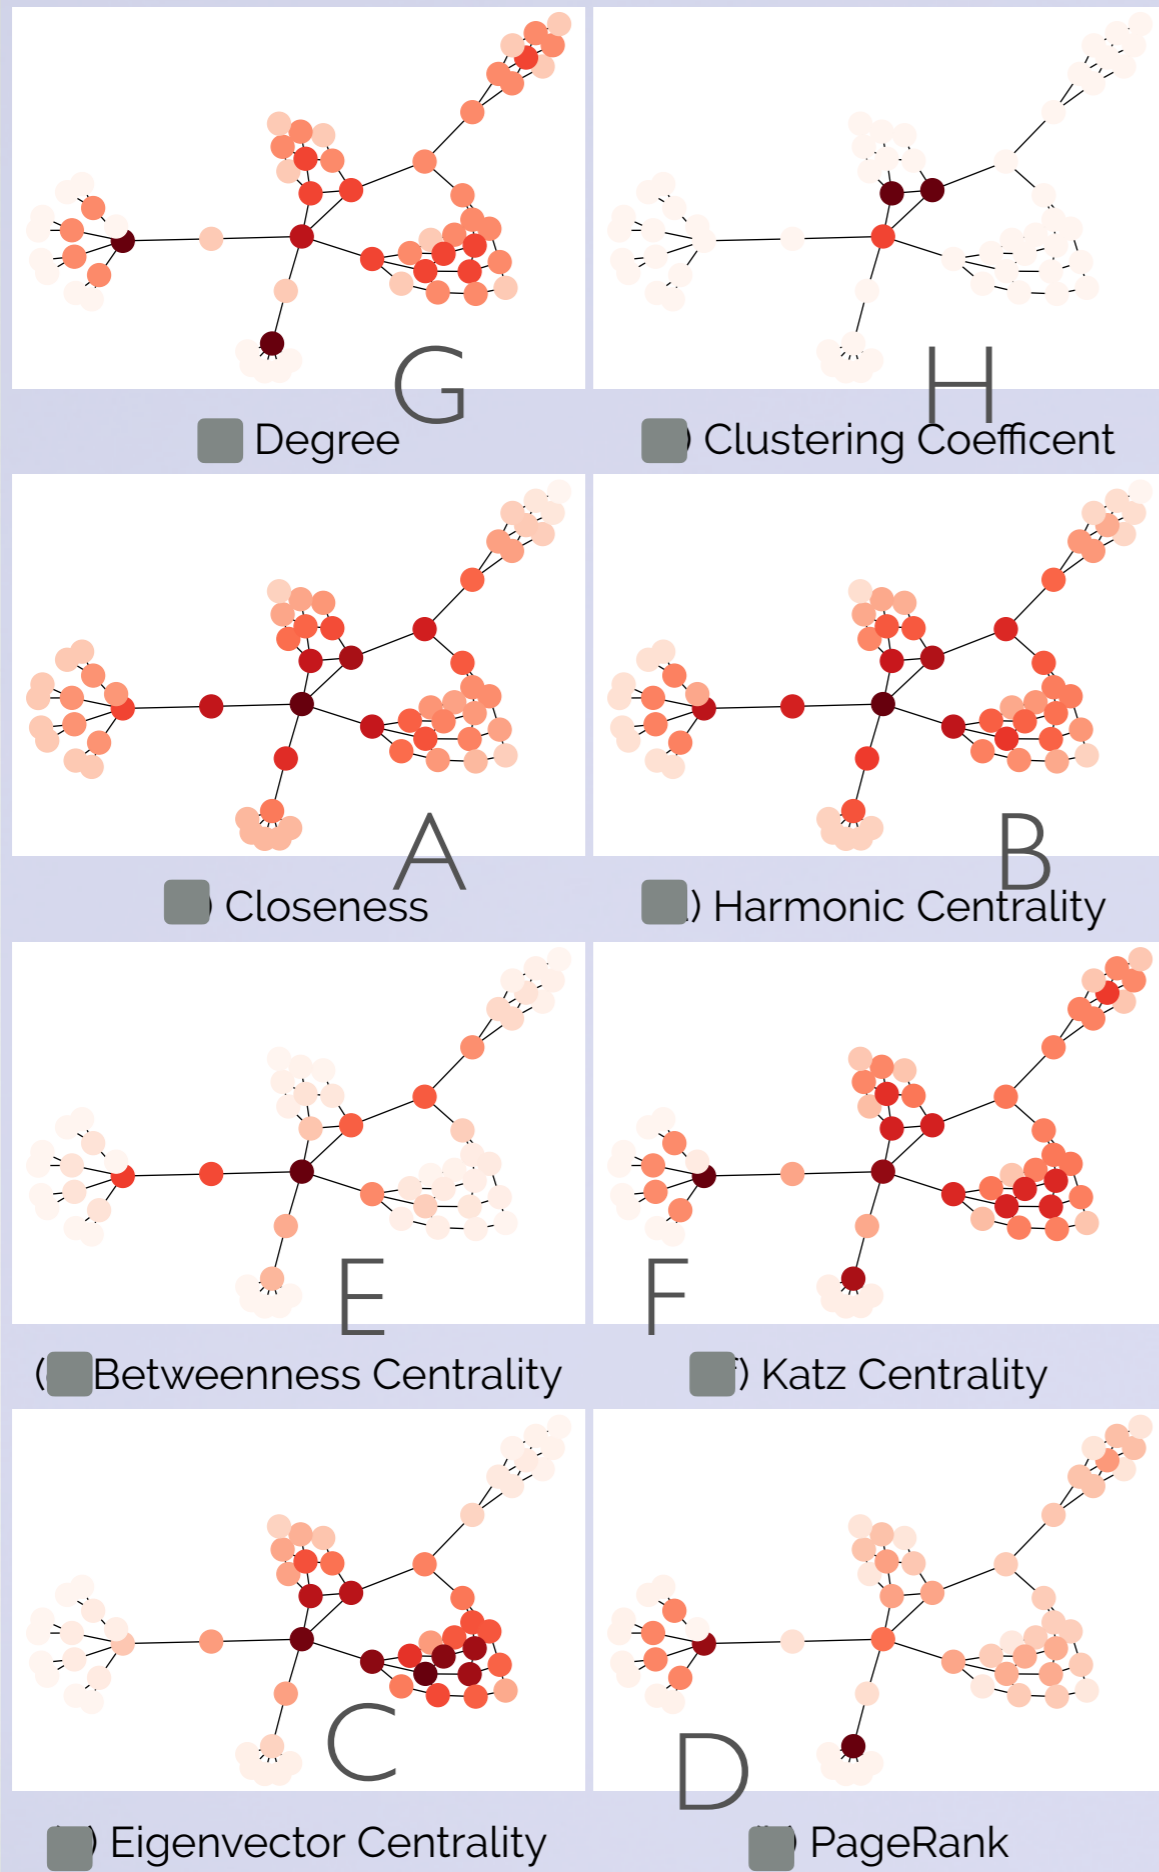 G
H
Degree
) Clustering Coefficent
A
B
) Closeness
) Harmonic Centrality
E
F
( Betweenness Centrality
) Katz Centrality
C
D
) Eigenvector Centrality
) PageRank